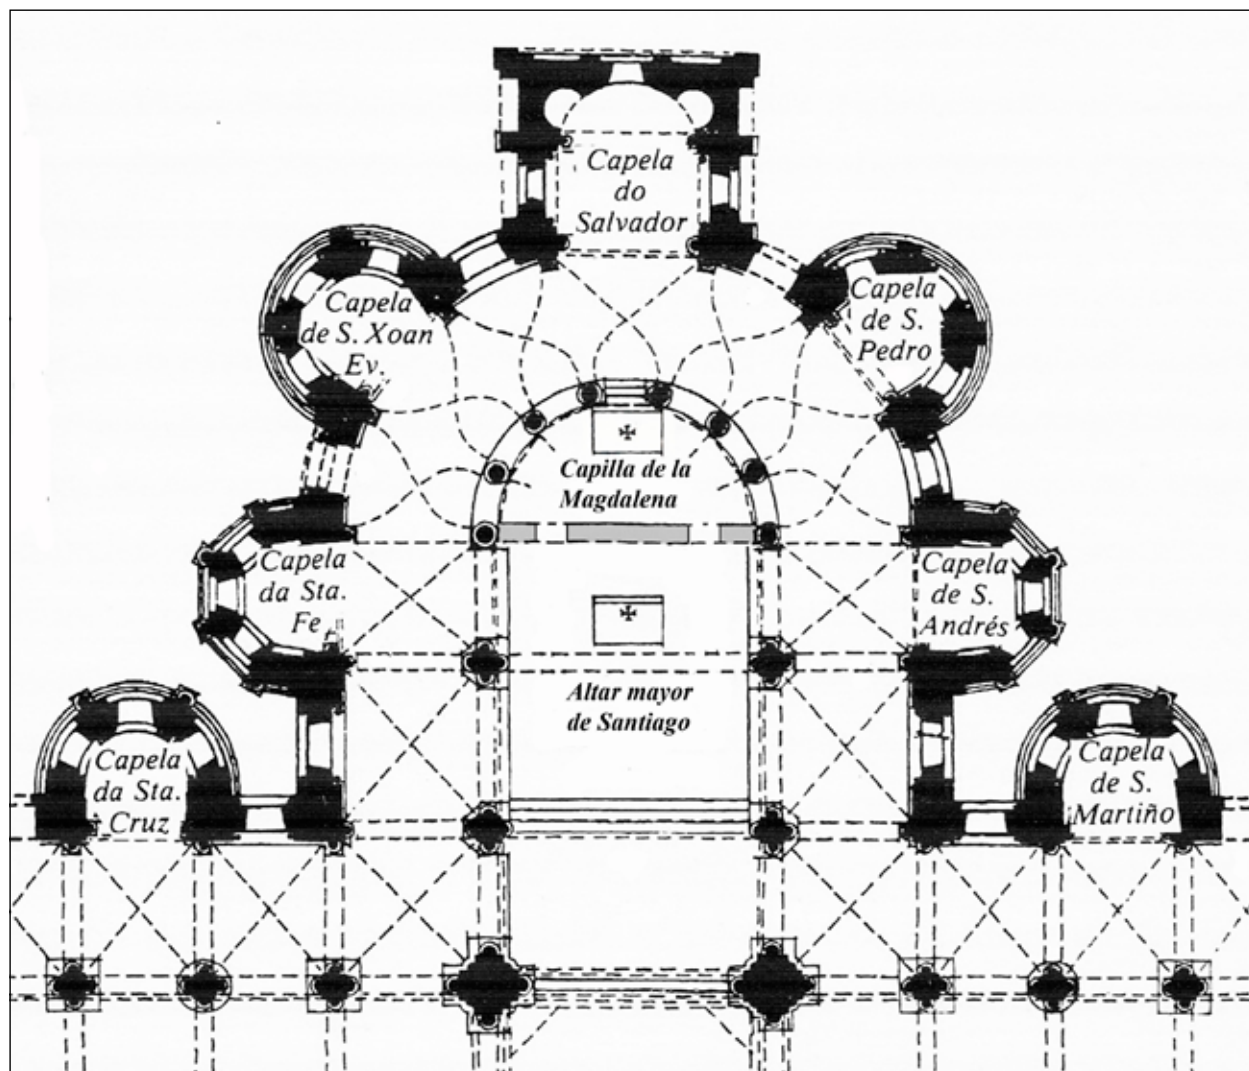 Capela
do
Salvador
Capela
de S. Xoan
Ev.
Capela
de S.
Pedro
Capilla de la
Magdalena
Capela
da Sta.
Fe
Capela
de S.
Andrés
Altar mayor
de Santiago
Capela
da Sta.
Cruz
Capela
de S.
Martiño